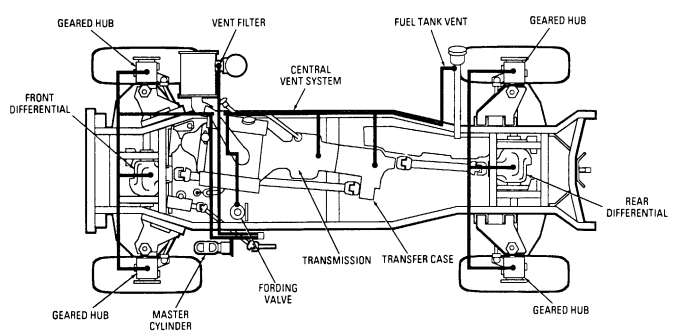 GEARED HUB
VENT FILTER
FUEL TANK VENT
GEARED HUB
CENTRAL
VENT SYSTEM
FRONT
DIFFERENTIAL
REAR
DIFFERENTIAL
TRANSMISSION
TRANSFER CASE
FORDING
VALVE
GEARED HUB
MASTER
CYLINDER
GEARED HUB